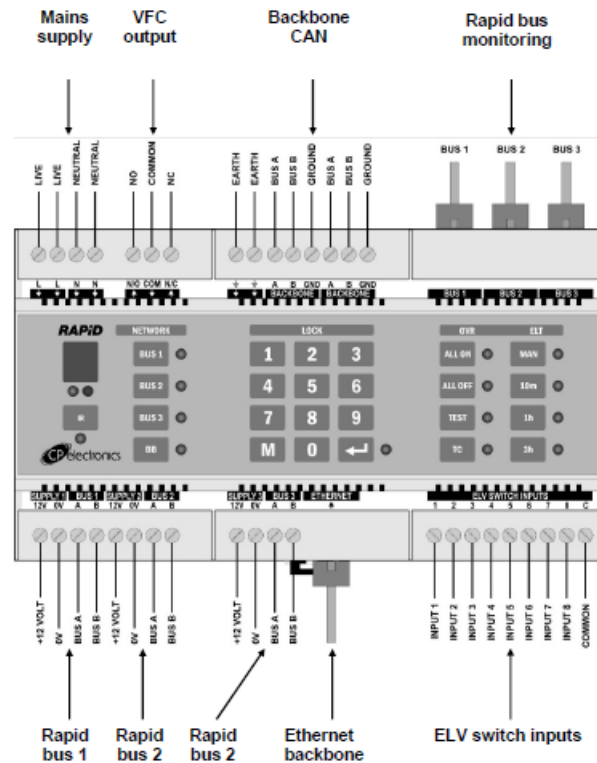 Mains supply
VFC output
Backbone CAN
Rapid bus monitoring
BUS 1 BUS 2 BUS 3
LIVE LIVE NEUTRAL NEUTRAL
NO COMMON NC
EARTH EARTH BUS A BUS B GROUND BUS A BUS B GROUND
L L N N N/O COM N/C
A B GND A B GND
BACKBONE BACKBONE
BUS 1 BUS 2 BUS 3
RAPID NETWORK LOCK OVR ELT
BUS 1 1 2 3 ALL ON MAN
BUS 2 4 5 6 ALL OFF 10m
IR BUS 3 7 8 9 TEST 1h
CP electronics BB M 0 TC 3h
SUPPLY 1 BUS 1 SUPPLY 2 BUS 2 SUPPLY 3 BUS 3 ETHERNET ELV SWITCH INPUTS
12V 0V A B 12V 0V A B 12V 0V A B 1 2 3 4 5 6 7 8 C
+12 VOLT 0V BUS A BUS B +12 VOLT 0V BUS A BUS B
+12 VOLT 0V BUS A BUS B
INPUT 1 INPUT 2 INPUT 3 INPUT 4 INPUT 5 INPUT 6 INPUT 7 INPUT 8 COMMON
Rapid bus 1
Rapid bus 2
Rapid bus 2
Ethernet backbone
ELV switch inputs